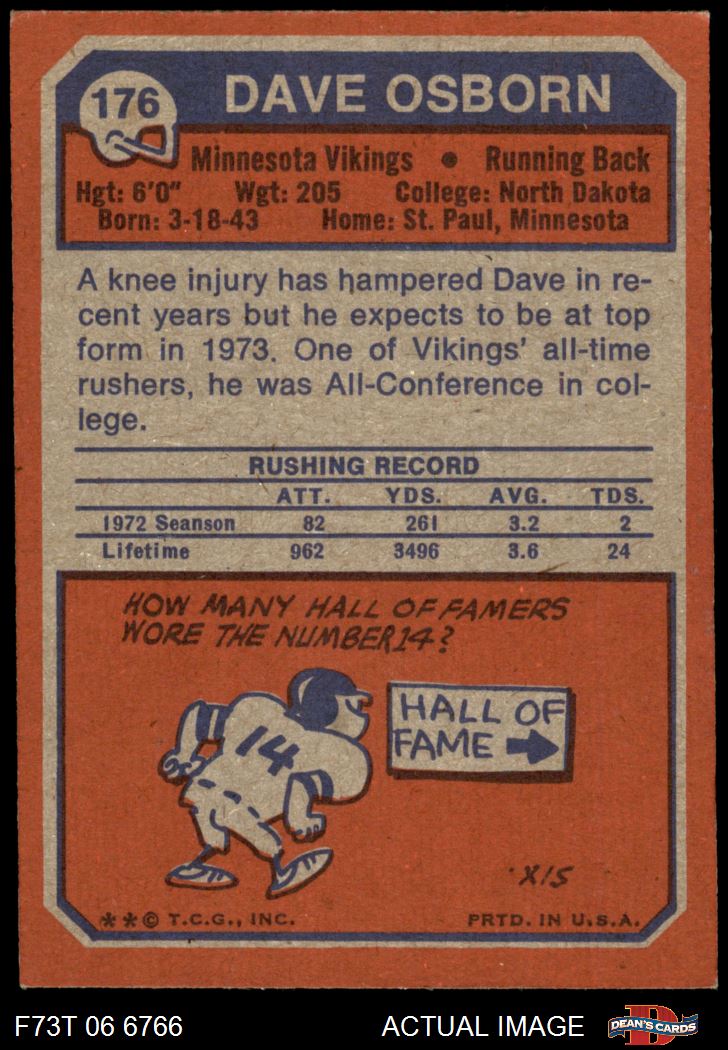 176
DAVE OSBORN
Minnesota Vikings • Running Back
Hgt: 6'0" Wgt: 205 College: North Dakota
Born: 3-18-43 Home: St. Paul, Minnesota
A knee injury has hampered Dave in re-
cent years but he expects to be at top
form in 1973. One of Vikings' all-time
rushers, he was All-Conference in col-
lege.
RUSHING RECORD
ATT. YDS. AVG. TDS.
1972 Seanson 82 261 3.2 2
Lifetime 962 3496 3.6 24
HOW MANY HALL OF FAMERS
WORE THE NUMBER 14?
14
HALL OF
FAME
X15
**© T.C.G., INC. PRTD. IN U.S.A.
F73T 06 6766 ACTUAL IMAGE
D
DEAN'S CARDS